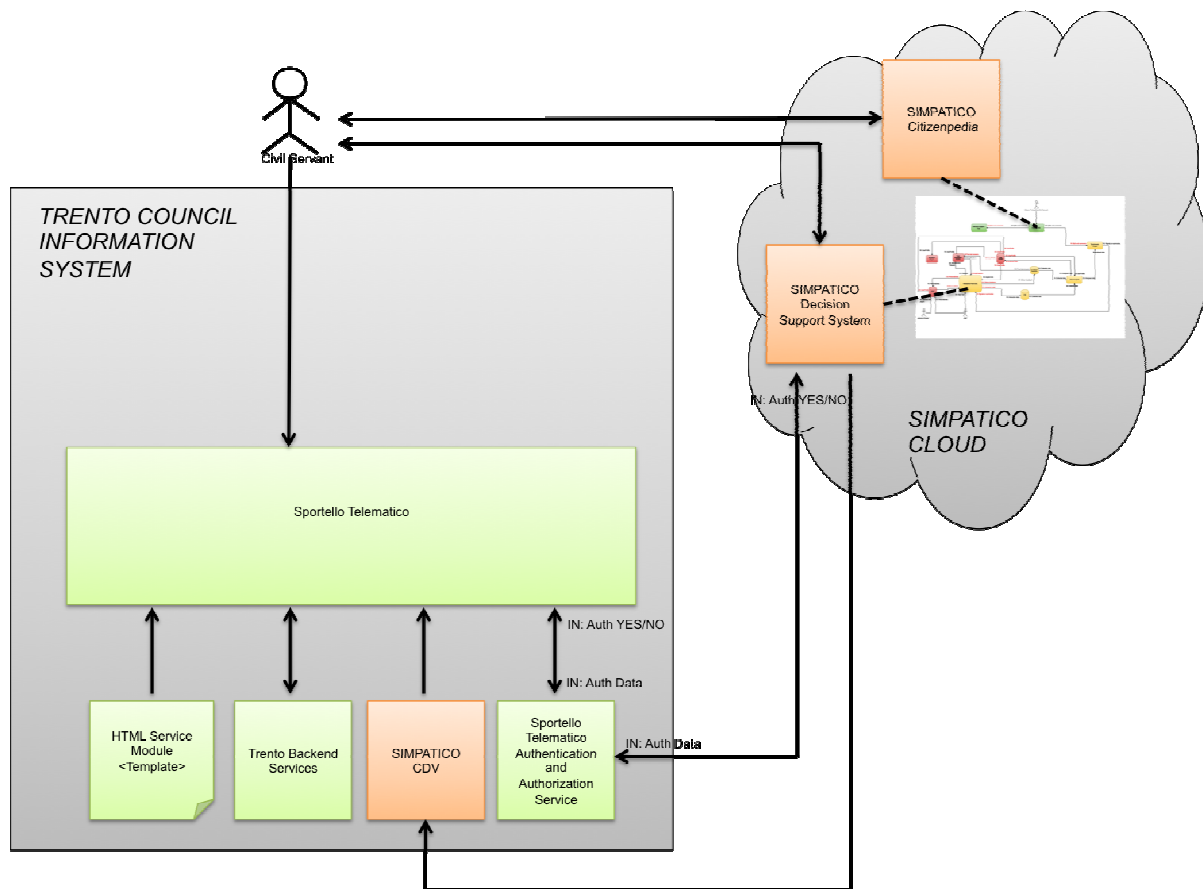 SIMPATICO
Citizenpedia
Civil Servant
TRENTO COUNCIL
INFORMATION
SYSTEM
SIMPATICO
Decision
Support System
IN: Auth YES/NO
SIMPATICO
CLOUD
Sportello Telematico
IN: Auth YES/NO
IN: Auth Data
HTML Service
Module
<Template>
Trento Backend
Services
SIMPATICO
CDV
Sportello
Telematico
Authentication
and
Authorization
Service
IN: Auth Data